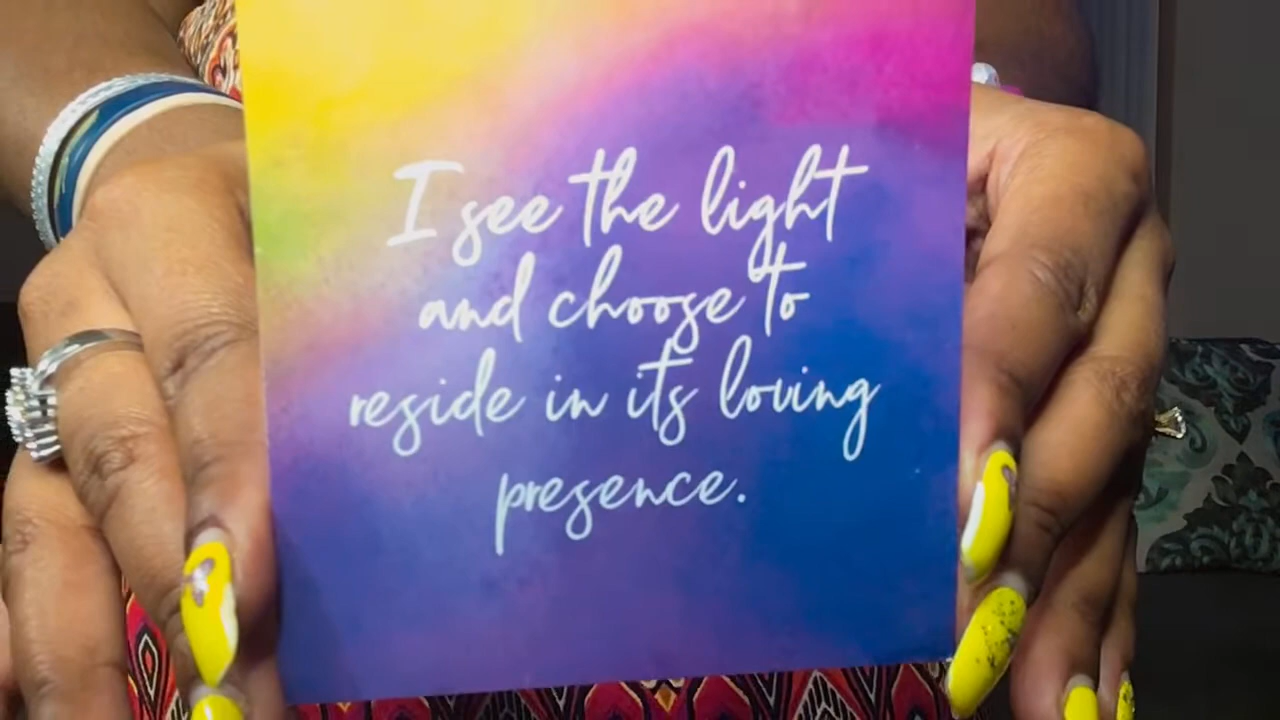 I see the light
and choose to
reside in its loving
presence.